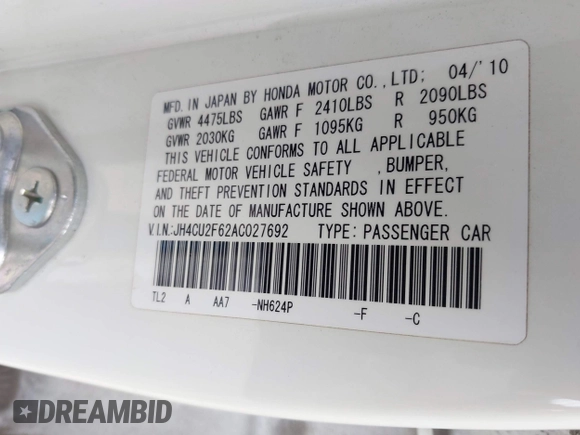 MFD. IN JAPAN BY HONDA MOTOR CO.,LTD; 04/'10
GVWR 4475LBS GAWR F 2410LBS R 2090LBS
GVWR 2030KG GAWR F 1095KG R 950KG
THIS VEHICLE CONFORMS TO ALL APPLICABLE
FEDERAL MOTOR VEHICLE SAFETY ,BUMPER,
AND THEFT PREVENTION STANDARDS IN EFFECT
ON THE DATE OF MANUFACTURE SHOWN ABOVE.
V.I.N.:JH4CU2F62AC027692 TYPE: PASSENGER CAR
TL2 A AA7 -NH624P -F -C
DREAMBID